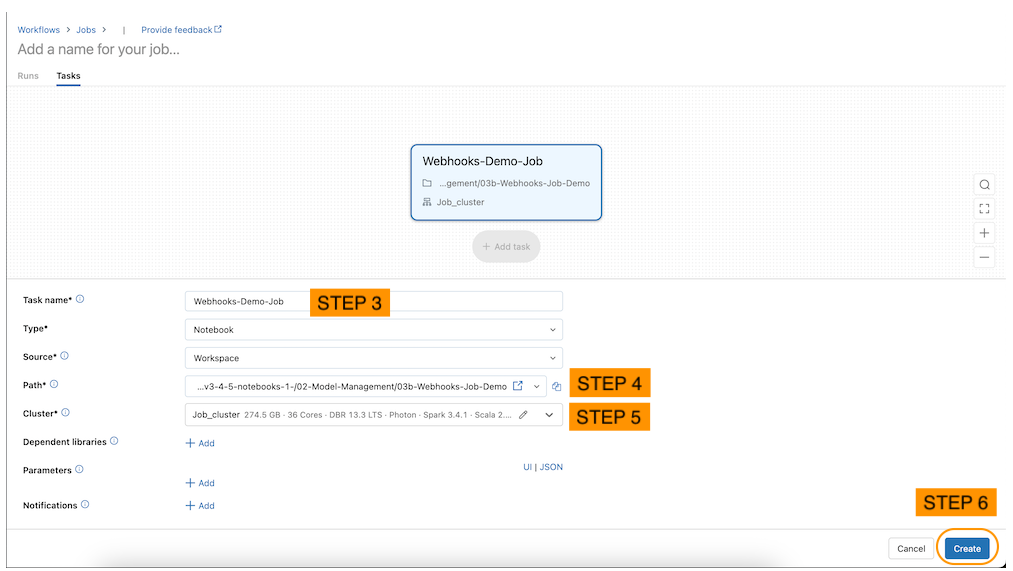 Workflows > Jobs > | Provide feedback
Add a name for your job...
Runs Tasks
Webhooks-Demo-Job
...gement/03b-Webhooks-Job-Demo
Job_cluster
+ Add task
Task name* Webhooks-Demo-Job STEP 3
Type* Notebook
Source* Workspace
Path* ...v3-4-5-notebooks-1-/02-Model-Management/03b-Webhooks-Job-Demo STEP 4
Cluster* Job_cluster 274.5 GB · 36 Cores · DBR 13.3 LTS · Photon · Spark 3.4.1 · Scala 2.... STEP 5
Dependent libraries + Add
Parameters UI | JSON
+ Add
Notifications + Add
STEP 6
Cancel Create